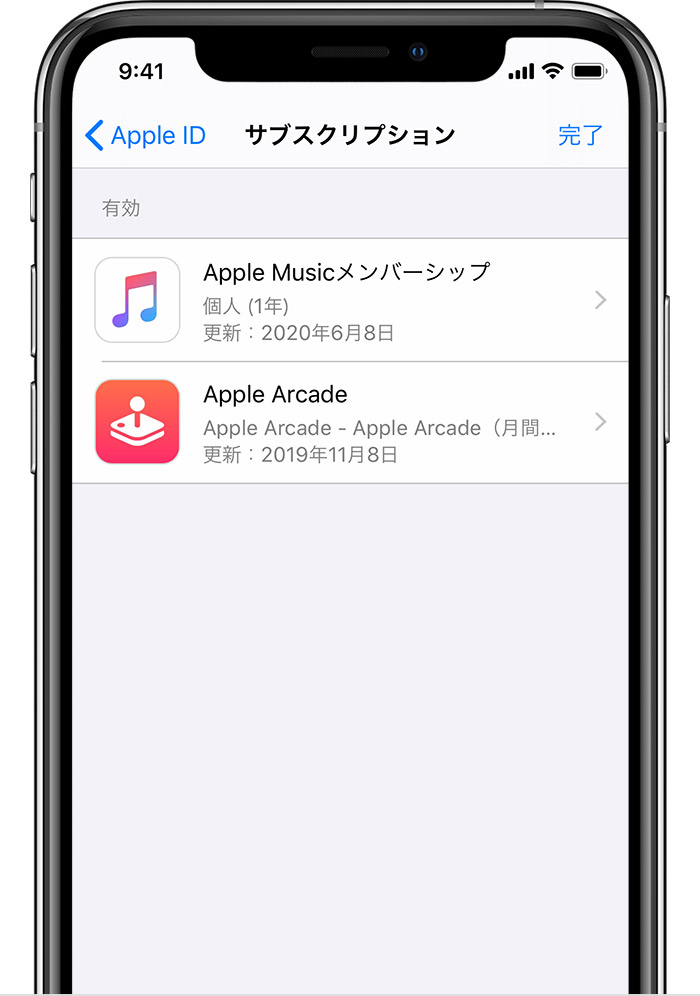 9:41
Apple ID
サブスクリプション
完了
有効
Apple Musicメンバーシップ
個人 (1年)
更新：2020年6月8日
Apple Arcade
Apple Arcade - Apple Arcade（月間...
更新：2019年11月8日